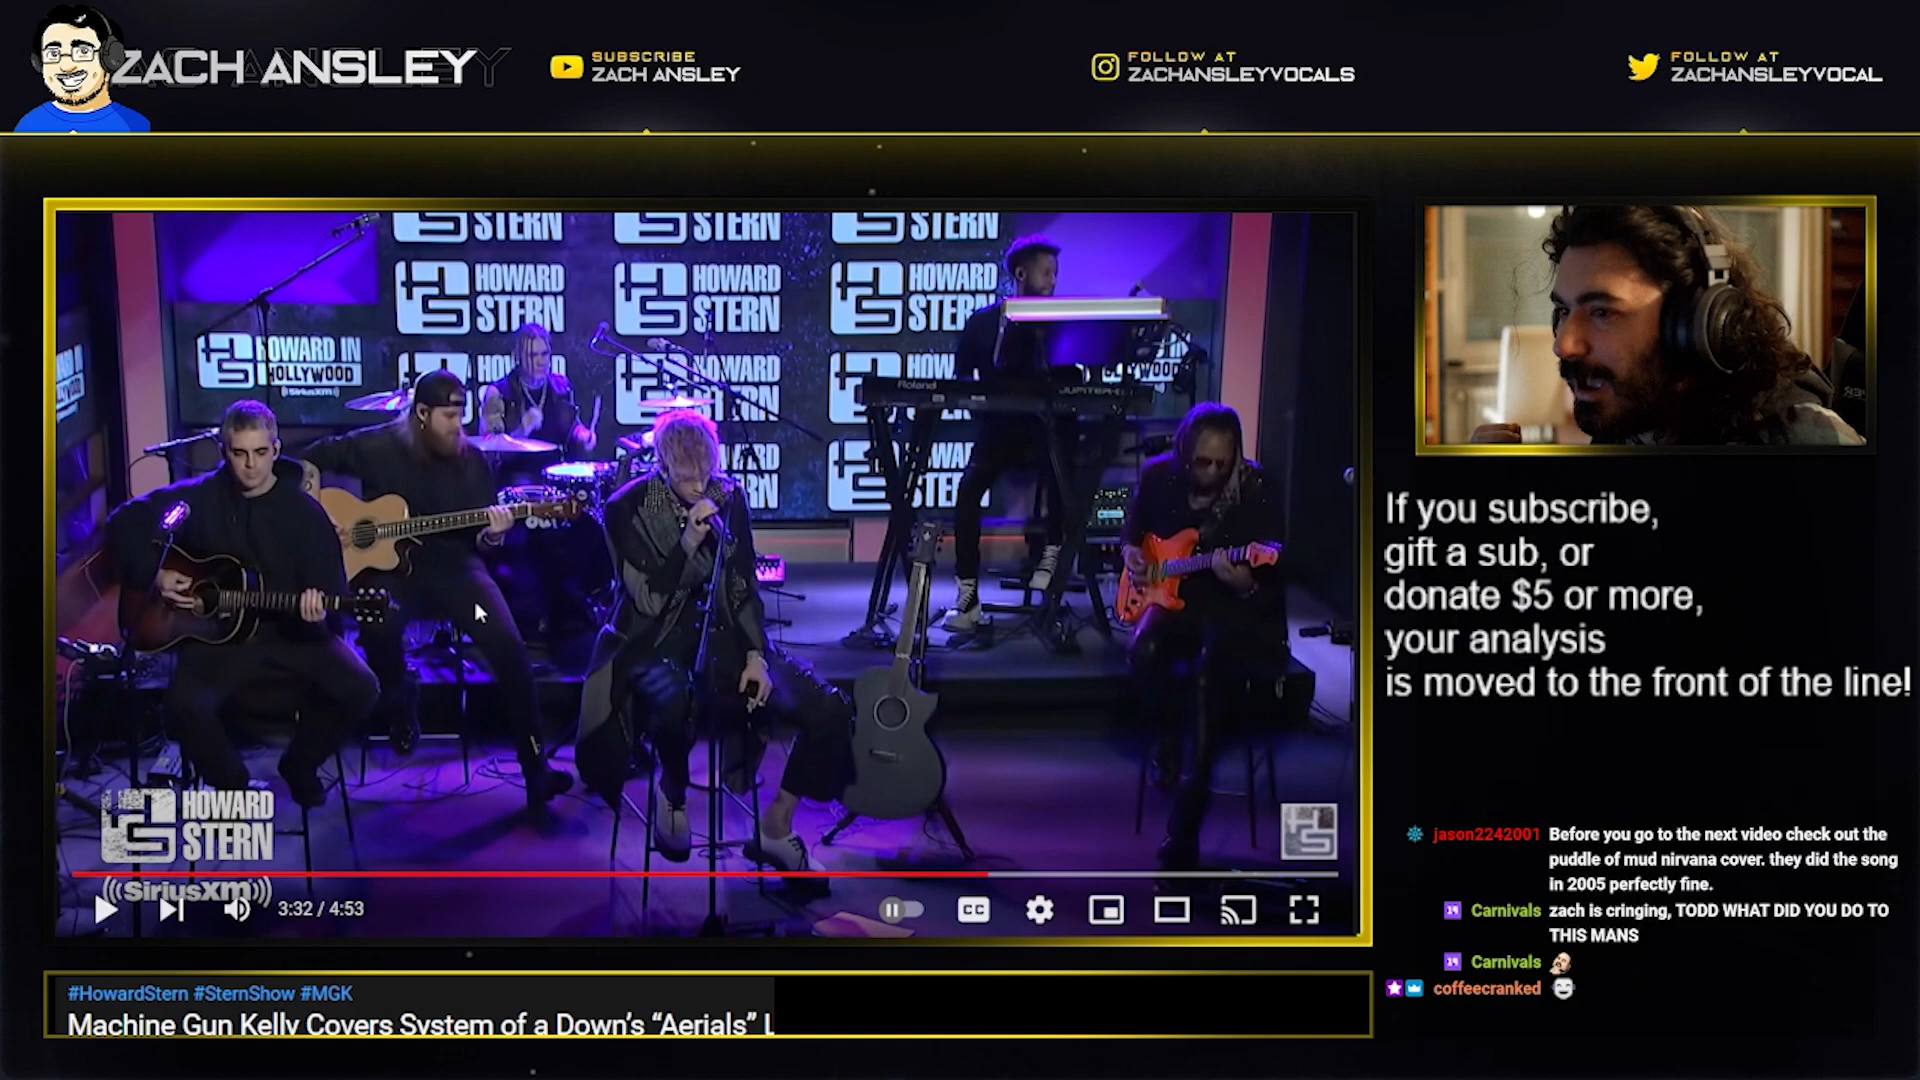 ZACH ANSLEY
SUBSCRIBE
ZACH ANSLEY
FOLLOW AT
ZACHANSLEYVOCALS
FOLLOW AT
ZACHANSLEYVOCAL
STERN STERN STERN
HOWARD STERN
HOWARD STERN
HOWARD
HOWARD IN
HOLLYWOOD
SiriusXM
Roland
HOWARD
STERN
((SiriusXM))
3:32 / 4:53
CC
#HowardStern #SternShow #MGK
Machine Gun Kelly Covers System of a Down's "Aerials" L
If you subscribe,
gift a sub, or
donate $5 or more,
your analysis
is moved to the front of the line!
jason2242001 Before you go to the next video check out the
puddle of mud nirvana cover. they did the song
in 2005 perfectly fine.
Carnivals zach is cringing, TODD WHAT DID YOU DO TO
THIS MANS
Carnivals
coffeecranked